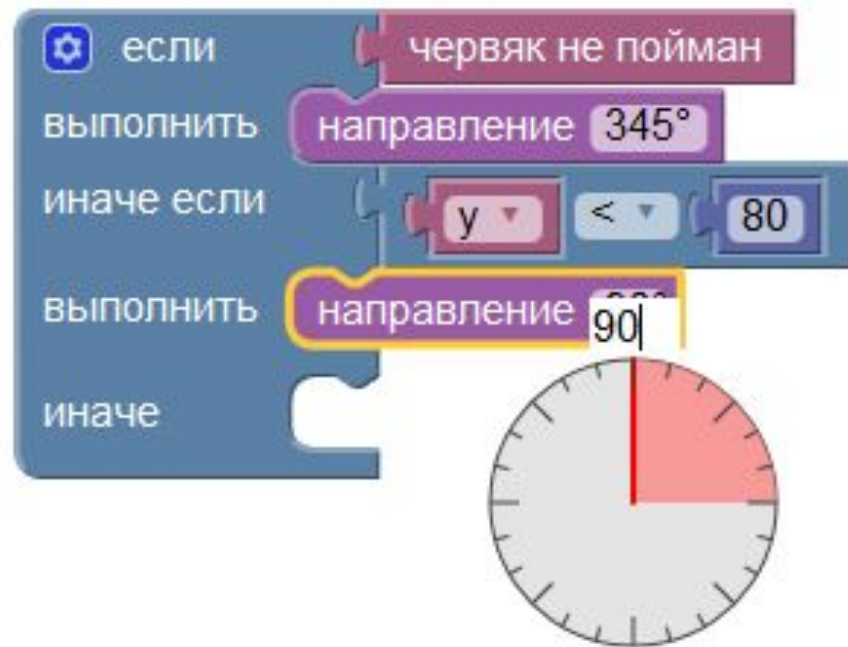 если червяк не пойман
выполнить направление 345°
иначе если y < 80
выполнить направление
90
иначе